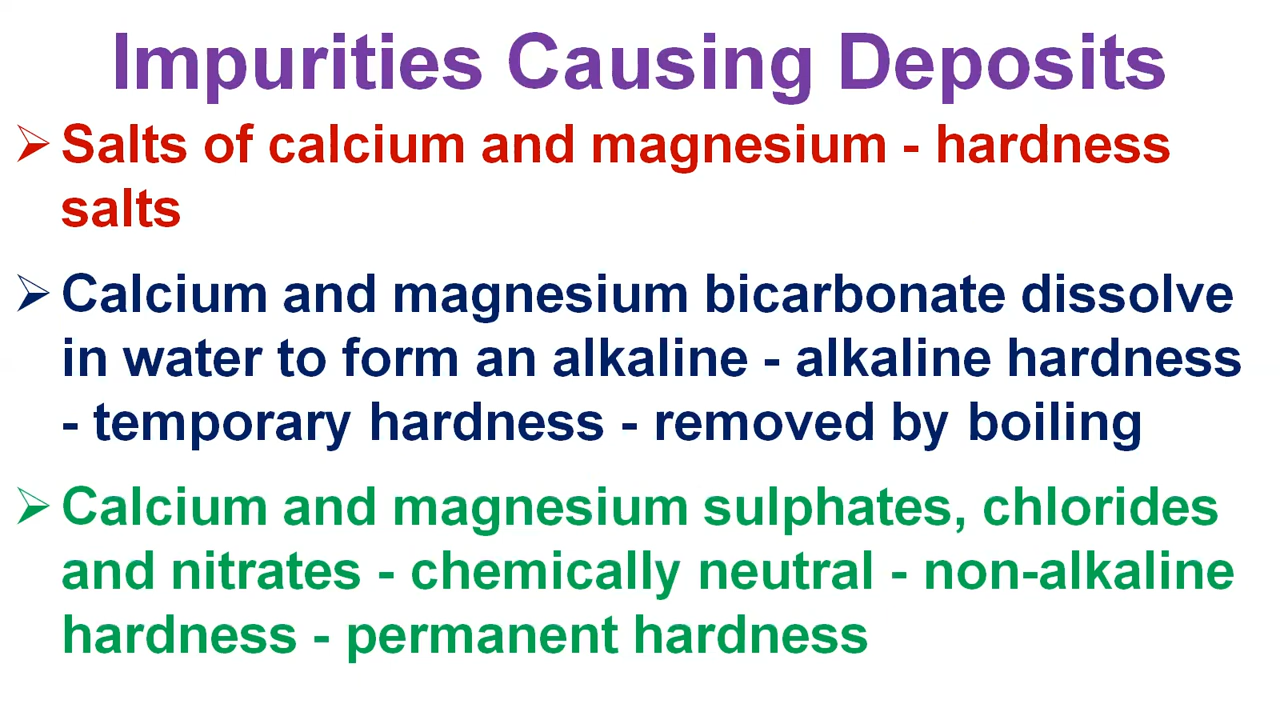 Impurities Causing Deposits
➢ Salts of calcium and magnesium - hardness
salts
➢ Calcium and magnesium bicarbonate dissolve
in water to form an alkaline - alkaline hardness
- temporary hardness - removed by boiling
➢ Calcium and magnesium sulphates, chlorides
and nitrates - chemically neutral - non-alkaline
hardness - permanent hardness